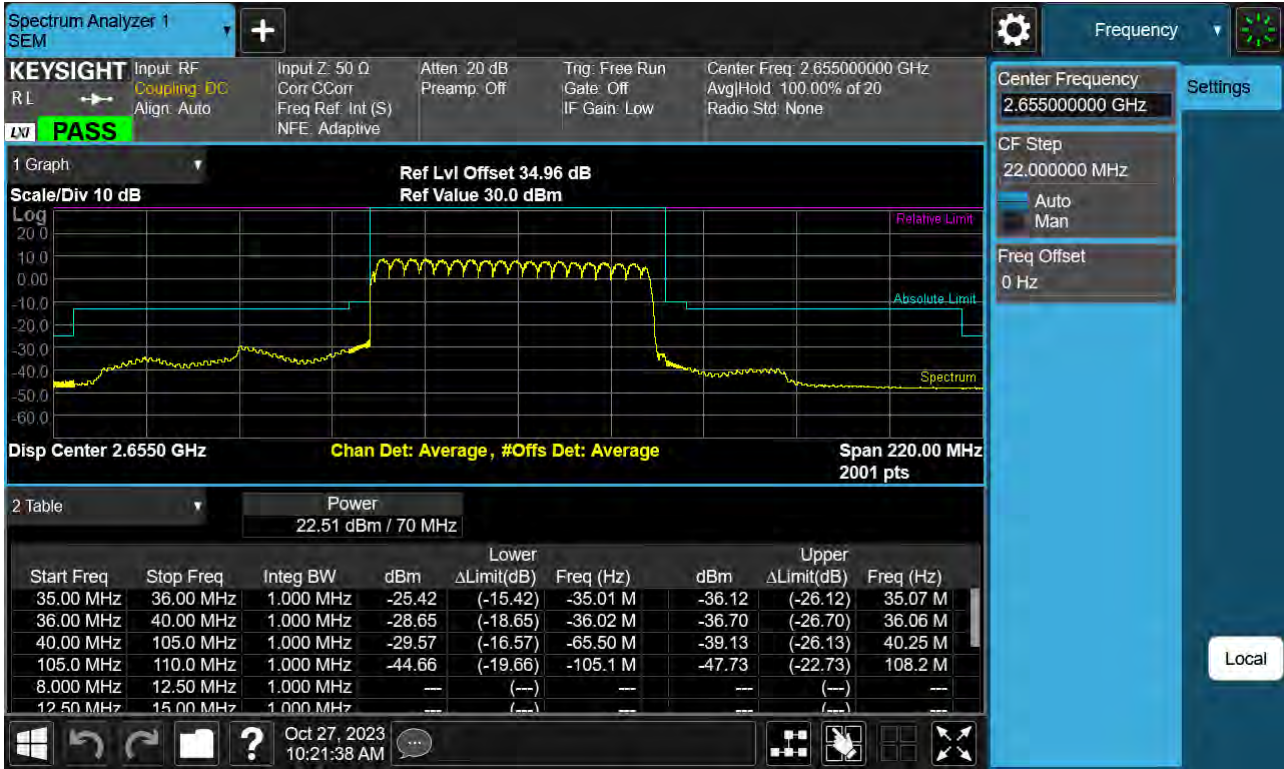 Spectrum Analyzer 1
SEM
Frequency
KEYSIGHT
R L
LXI
PASS
Input: RF
Coupling: DC
Align: Auto
Input Z: 50 Ω
Corr CCorr
Freq Ref: Int (S)
NFE: Adaptive
Atten: 20 dB
Preamp: Off
Trig: Free Run
Gate: Off
IF Gain: Low
Center Freq: 2.655000000 GHz
Avg|Hold: 100.00% of 20
Radio Std: None
Center Frequency
2.655000000 GHz
Settings
CF Step
22.000000 MHz
Auto
Man
Freq Offset
0 Hz
Local
1 Graph
Scale/Div 10 dB
Ref Lvl Offset 34.96 dB
Ref Value 30.0 dBm
Log
20.0
10.0
0.00
-10.0
-20.0
-30.0
-40.0
-50.0
-60.0
Relative Limit
Absolute Limit
Spectrum
Disp Center 2.6550 GHz
Chan Det: Average , #Offs Det: Average
Span 220.00 MHz
2001 pts
2 Table
Power
22.51 dBm / 70 MHz
Lower Upper
Start Freq Stop Freq Integ BW dBm ΔLimit(dB) Freq (Hz) dBm ΔLimit(dB) Freq (Hz)
35.00 MHz 36.00 MHz 1.000 MHz -25.42 (-15.42) -35.01 M -36.12 (-26.12) 35.07 M
36.00 MHz 40.00 MHz 1.000 MHz -28.65 (-18.65) -36.02 M -36.70 (-26.70) 36.06 M
40.00 MHz 105.0 MHz 1.000 MHz -29.57 (-16.57) -65.50 M -39.13 (-26.13) 40.25 M
105.0 MHz 110.0 MHz 1.000 MHz -44.66 (-19.66) -105.1 M -47.73 (-22.73) 108.2 M
8.000 MHz 12.50 MHz 1.000 MHz --- (---) --- --- (---) ---
12.50 MHz 15.00 MHz 1.000 MHz --- (---) --- --- (---) ---
Oct 27, 2023
10:21:38 AM